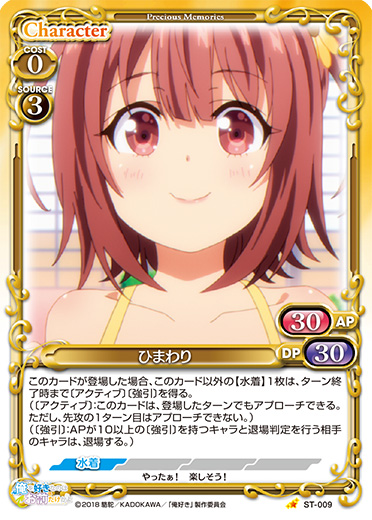 Precious Memories
Character
COST
0
SOURCE
3
30 AP
ひまわり
DP 30
このカードが登場した場合、このカード以外の【水着】1枚は、ターン終
了時まで〔アクティブ〕〔強引〕を得る。
（〔アクティブ〕：このカードは、登場したターンでもアプローチできる。
ただし、先攻の1ターン目はアプローチできない。）
（〔強引〕：APが10以上の〔強引〕を持つキャラと退場判定を行う相手
のキャラは、退場する。）
水着
やったぁ！ 楽しそう！
©2018 駱駝／KADOKAWA／「俺好き」製作委員会
ST-009